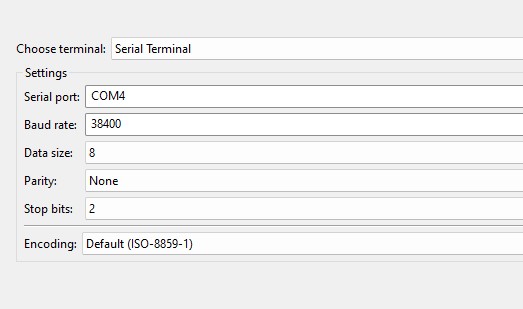 Choose terminal: Serial Terminal
Settings
Serial port: COM4
Baud rate: 38400
Data size: 8
Parity: None
Stop bits: 2
Encoding: Default (ISO-8859-1)